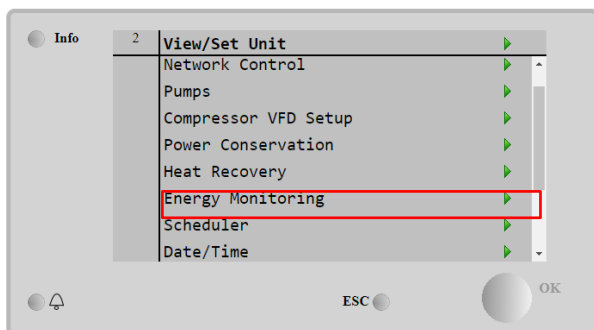 Info
2 View/Set Unit
Network Control
Pumps
Compressor VFD Setup
Power Conservation
Heat Recovery
Energy Monitoring
Scheduler
Date/Time
ESC
OK